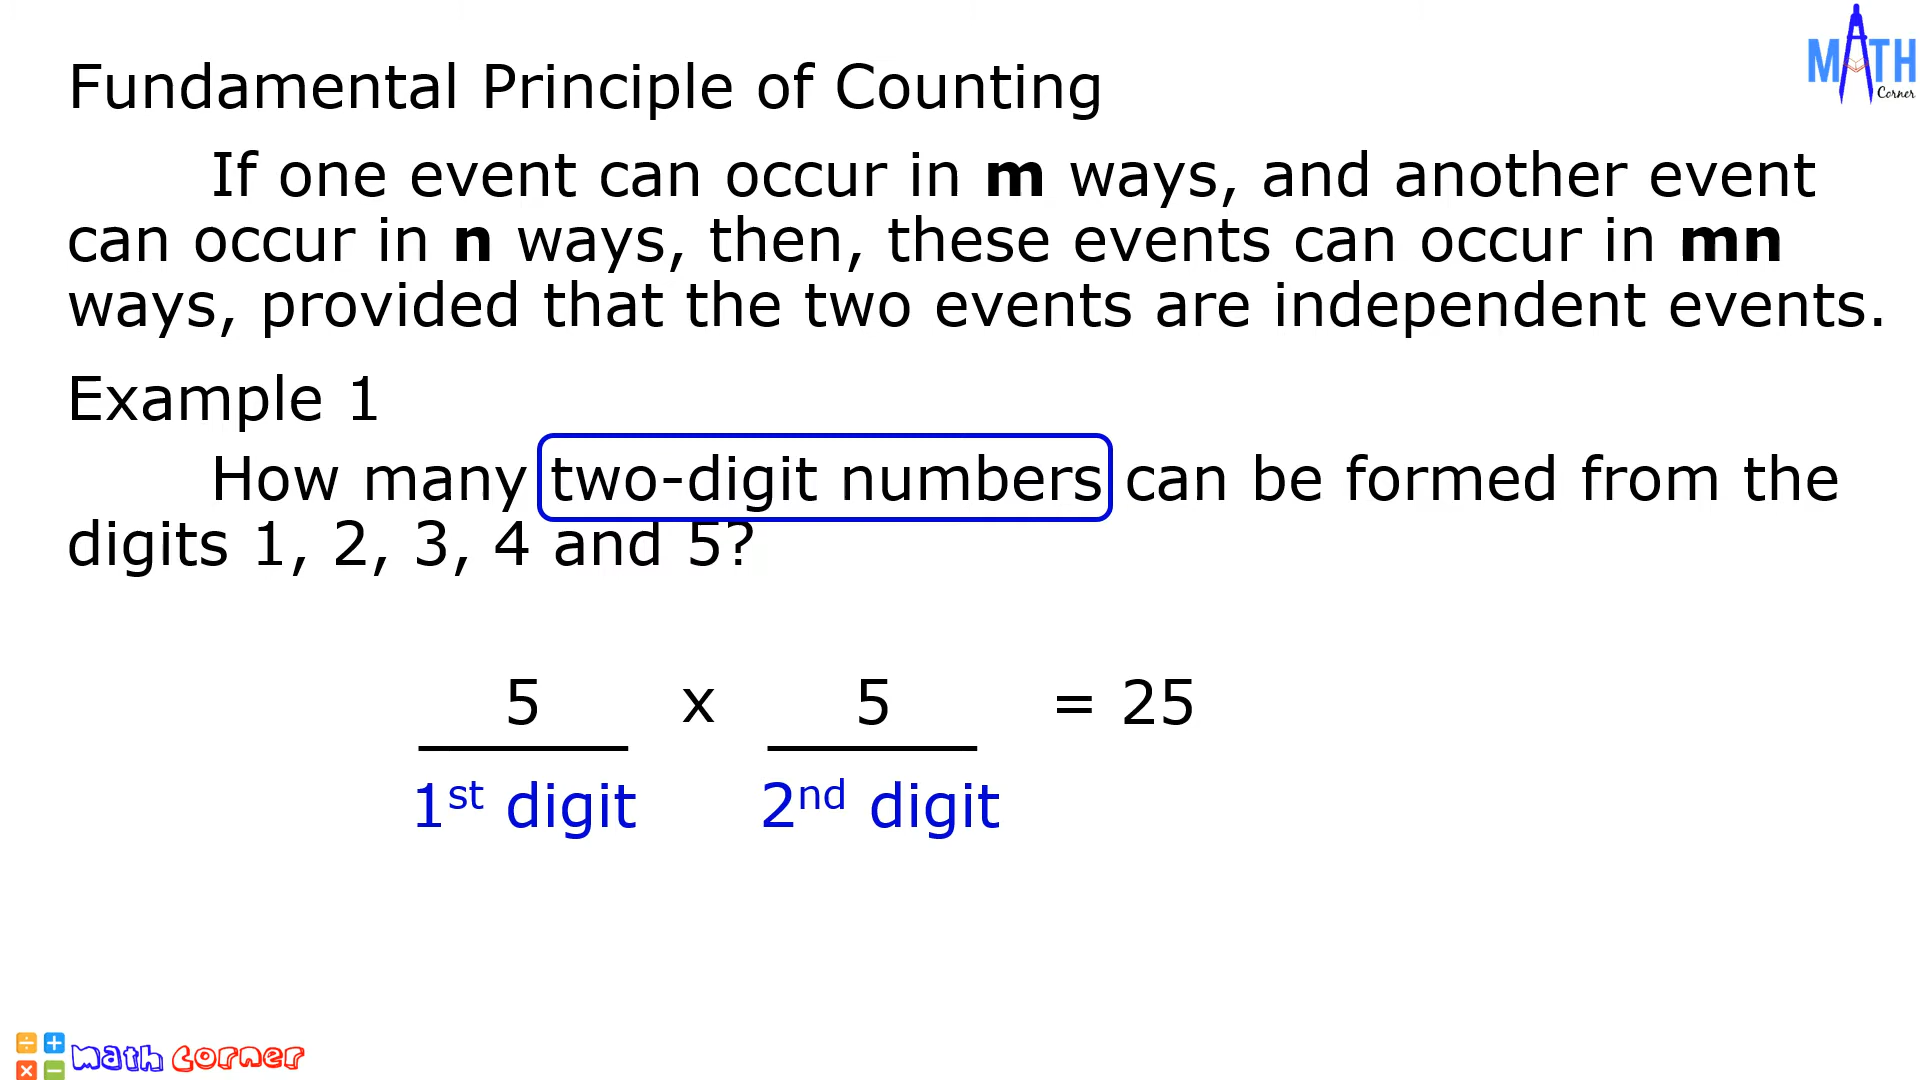 MATH
Corner
Fundamental Principle of Counting
If one event can occur in m ways, and another event
can occur in n ways, then, these events can occur in mn
ways, provided that the two events are independent events.
Example 1
How many two-digit numbers can be formed from the
digits 1, 2, 3, 4 and 5?
5 x 5 = 25
1st digit 2nd digit
÷ +
× −
math corner